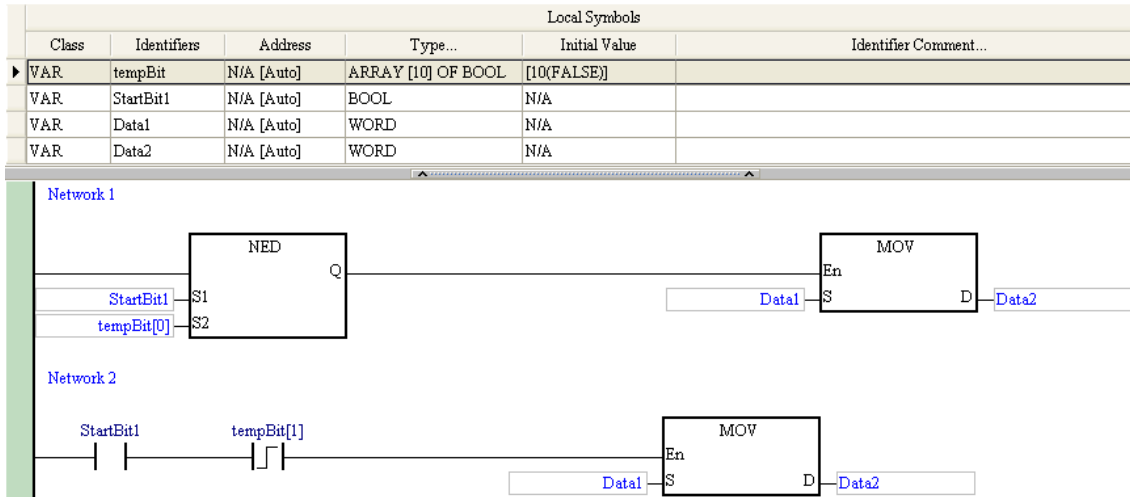 Local Symbols
Class Identifiers Address Type... Initial Value Identifier Comment...
VAR tempBit N/A [Auto] ARRAY [10] OF BOOL [10(FALSE)]
VAR StartBit1 N/A [Auto] BOOL N/A
VAR Data1 N/A [Auto] WORD N/A
VAR Data2 N/A [Auto] WORD N/A
Network 1
NED MOV
Q En
StartBit1 S1 Data1 S D Data2
tempBit[0] S2
Network 2
StartBit1 tempBit[1] MOV
En
Data1 S D Data2